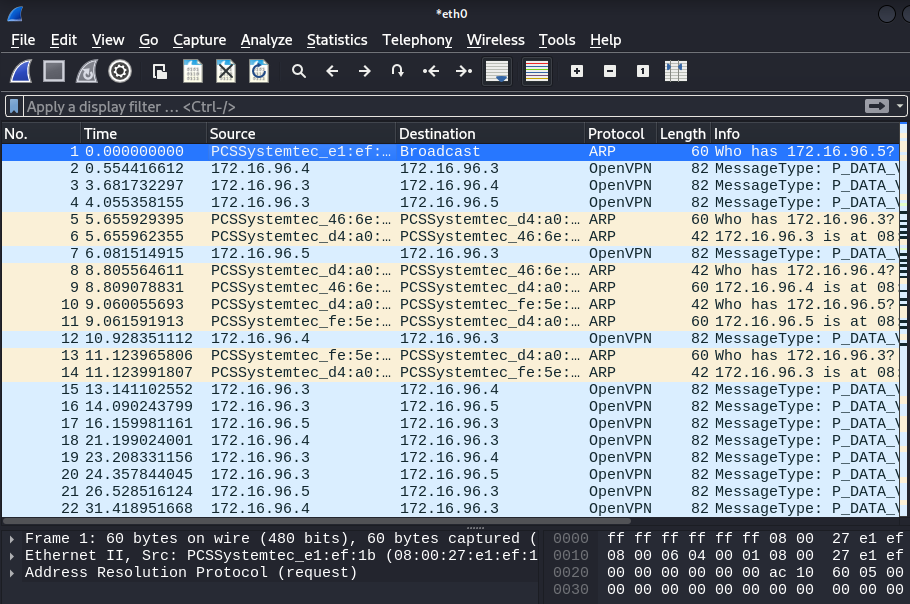 *eth0
File Edit View Go Capture Analyze Statistics Telephony Wireless Tools Help
Apply a display filter … <Ctrl-/>
No. Time Source Destination Protocol Length Info
1 0.000000000 PCSSystemtec_e1:ef:… Broadcast ARP 60 Who has 172.16.96.5?
2 0.554416612 172.16.96.4 172.16.96.3 OpenVPN 82 MessageType: P_DATA_V
3 3.681732297 172.16.96.3 172.16.96.4 OpenVPN 82 MessageType: P_DATA_V
4 4.055358155 172.16.96.3 172.16.96.5 OpenVPN 82 MessageType: P_DATA_V
5 5.655929395 PCSSystemtec_46:6e:… PCSSystemtec_d4:a0:… ARP 60 Who has 172.16.96.3?
6 5.655962355 PCSSystemtec_d4:a0:… PCSSystemtec_46:6e:… ARP 42 172.16.96.3 is at 08:
7 6.081514915 172.16.96.5 172.16.96.3 OpenVPN 82 MessageType: P_DATA_V
8 8.805564611 PCSSystemtec_d4:a0:… PCSSystemtec_46:6e:… ARP 42 Who has 172.16.96.4?
9 8.809078831 PCSSystemtec_46:6e:… PCSSystemtec_d4:a0:… ARP 60 172.16.96.4 is at 08:
10 9.060055693 PCSSystemtec_d4:a0:… PCSSystemtec_fe:5e:… ARP 42 Who has 172.16.96.5?
11 9.061591913 PCSSystemtec_fe:5e:… PCSSystemtec_d4:a0:… ARP 60 172.16.96.5 is at 08:
12 10.928351112 172.16.96.4 172.16.96.3 OpenVPN 82 MessageType: P_DATA_V
13 11.123965806 PCSSystemtec_fe:5e:… PCSSystemtec_d4:a0:… ARP 60 Who has 172.16.96.3?
14 11.123991807 PCSSystemtec_d4:a0:… PCSSystemtec_fe:5e:… ARP 42 172.16.96.3 is at 08:
15 13.141102552 172.16.96.3 172.16.96.4 OpenVPN 82 MessageType: P_DATA_V
16 14.090243799 172.16.96.3 172.16.96.5 OpenVPN 82 MessageType: P_DATA_V
17 16.159981161 172.16.96.5 172.16.96.3 OpenVPN 82 MessageType: P_DATA_V
18 21.199024001 172.16.96.4 172.16.96.3 OpenVPN 82 MessageType: P_DATA_V
19 23.208331156 172.16.96.3 172.16.96.4 OpenVPN 82 MessageType: P_DATA_V
20 24.357844045 172.16.96.3 172.16.96.5 OpenVPN 82 MessageType: P_DATA_V
21 26.528516124 172.16.96.5 172.16.96.3 OpenVPN 82 MessageType: P_DATA_V
22 31.418951668 172.16.96.4 172.16.96.3 OpenVPN 82 MessageType: P_DATA_V
Frame 1: 60 bytes on wire (480 bits), 60 bytes captured (
Ethernet II, Src: PCSSystemtec_e1:ef:1b (08:00:27:e1:ef:1
Address Resolution Protocol (request)
0000 ff ff ff ff ff ff 08 00 27 e1 ef
0010 08 00 06 04 00 01 08 00 27 e1 ef
0020 00 00 00 00 00 00 ac 10 60 05 00
0030 00 00 00 00 00 00 00 00 00 00 00